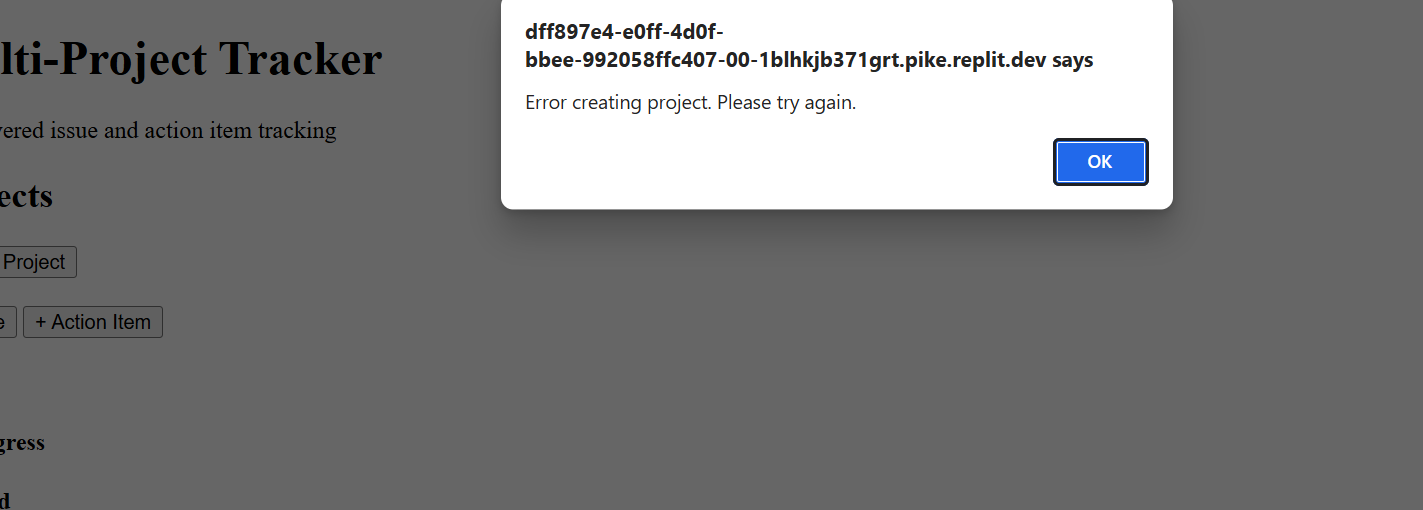 dff897e4-e0ff-4d0f-
bbee-992058ffc407-00-1blhkjb371grt.pike.replit.dev says
Error creating project. Please try again.
OK
lti-Project Tracker
vered issue and action item tracking
ects
Project
e + Action Item
gress
d